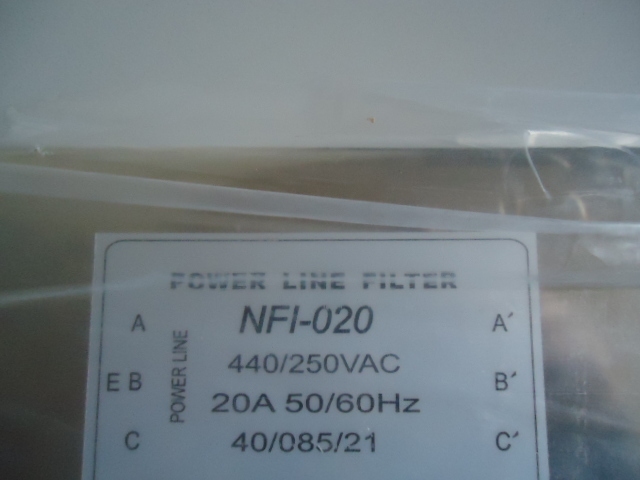 POWER LINE FILTER
A NFI-020 A′
POWER LINE
440/250VAC
E B 20A 50/60Hz B′
C 40/085/21 C′